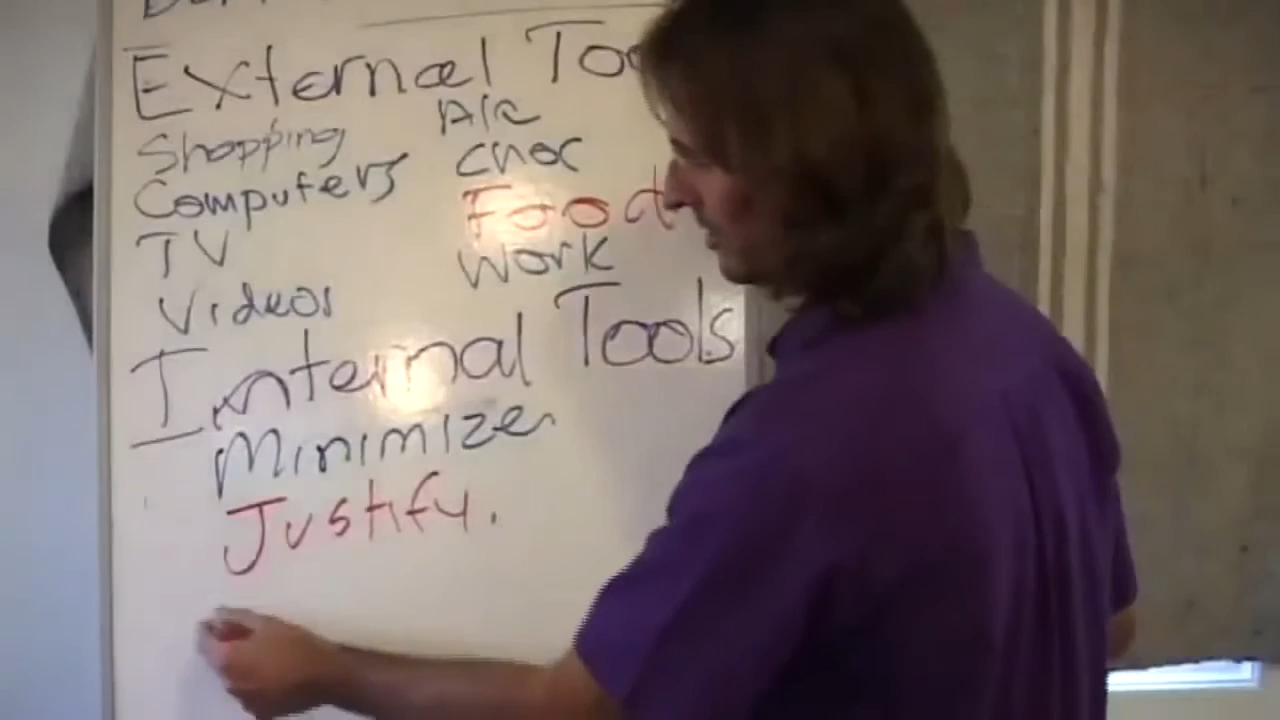 External Too
Shopping
Computers
TV
Videos
Alc
Choc
Food
Work
Internal Tools
Minimize
Justify.